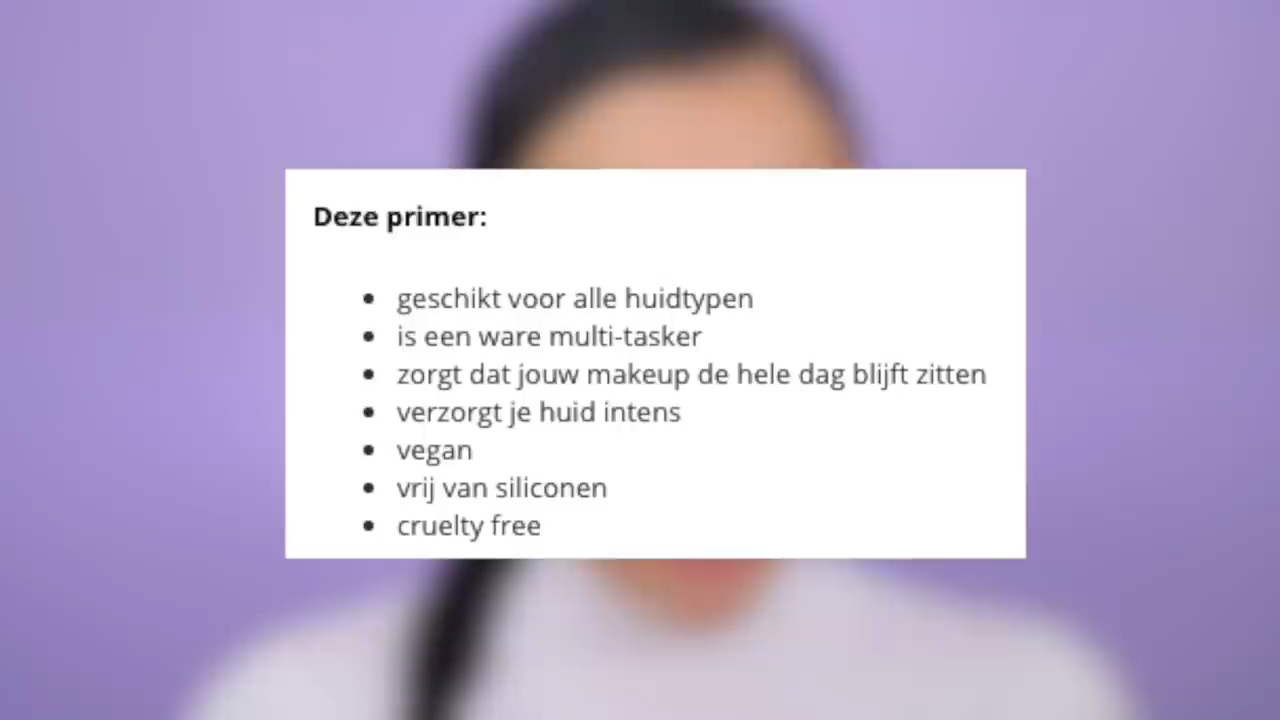 Deze primer:
• geschikt voor alle huidtypen
• is een ware multi-tasker
• zorgt dat jouw makeup de hele dag blijft zitten
• verzorgt je huid intens
• vegan
• vrij van siliconen
• cruelty free